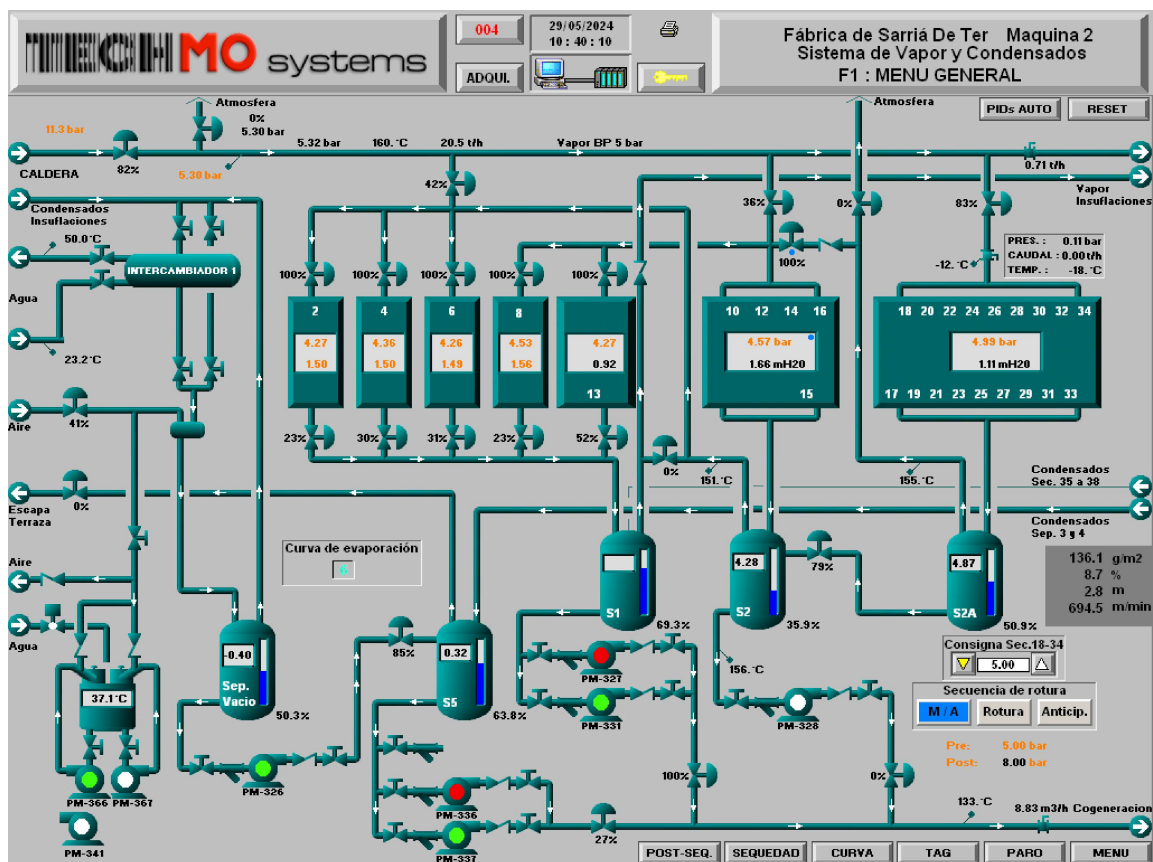 TECHMO systems
004
29/05/2024
10 : 40 : 10
ADQUI.
Fábrica de Sarriá De Ter Maquina 2
Sistema de Vapor y Condensados
F1 : MENU GENERAL
PIDs AUTO
RESET
Atmosfera
0%
5.30 bar
Atmosfera
11.3 bar
82%
CALDERA
5.30 bar
5.32 bar
160.°C
20.5 t/h
Vapor BP 5 bar
0.71 t/h
42%
36%
0%
83%
Vapor
Insuflaciones
Condensados
Insuflaciones
50.0°C
INTERCAMBIADOR 1
Agua
23.2°C
100%
100%
100%
100%
100%
100%
-12.°C
PRES. : 0.11 bar
CAUDAL : 0.00 t/h
TEMP. : -18.°C
2
4.27
1.50
4
4.36
1.50
6
4.26
1.49
8
4.53
1.56
4.27
0.92
13
10 12 14 16
4.57 bar
1.66 mH2O
15
18 20 22 24 26 28 30 32 34
4.99 bar
1.11 mH2O
17 19 21 23 25 27 29 31 33
23%
30%
31%
23%
52%
Aire
41%
0%
151.°C
155.°C
Condensados
Sec. 35 a 38
Escapa
Terraza
0%
Condensados
Sep. 3 y 4
Curva de evaporación
Aire
Agua
S1
69.3%
4.28
S2
35.9%
79%
4.87
S2A
50.9%
136.1 g/m2
8.7 %
2.8 m
694.5 m/min
-0.40
Sep.
Vacio
50.3%
85%
0.32
S5
63.8%
PM-327
PM-331
156.°C
PM-328
Consigna Sec.18-34
5.00
Secuencia de rotura
M / A
Rotura
Anticip.
Pre: 5.00 bar
Post: 8.00 bar
37.1°C
PM-366
PM-367
PM-341
PM-326
PM-336
PM-337
27%
100%
0%
133.°C
8.83 m3/h Cogeneracion
POST-SEQ.
SEQUEDAD
CURVA
TAG
PARO
MENU